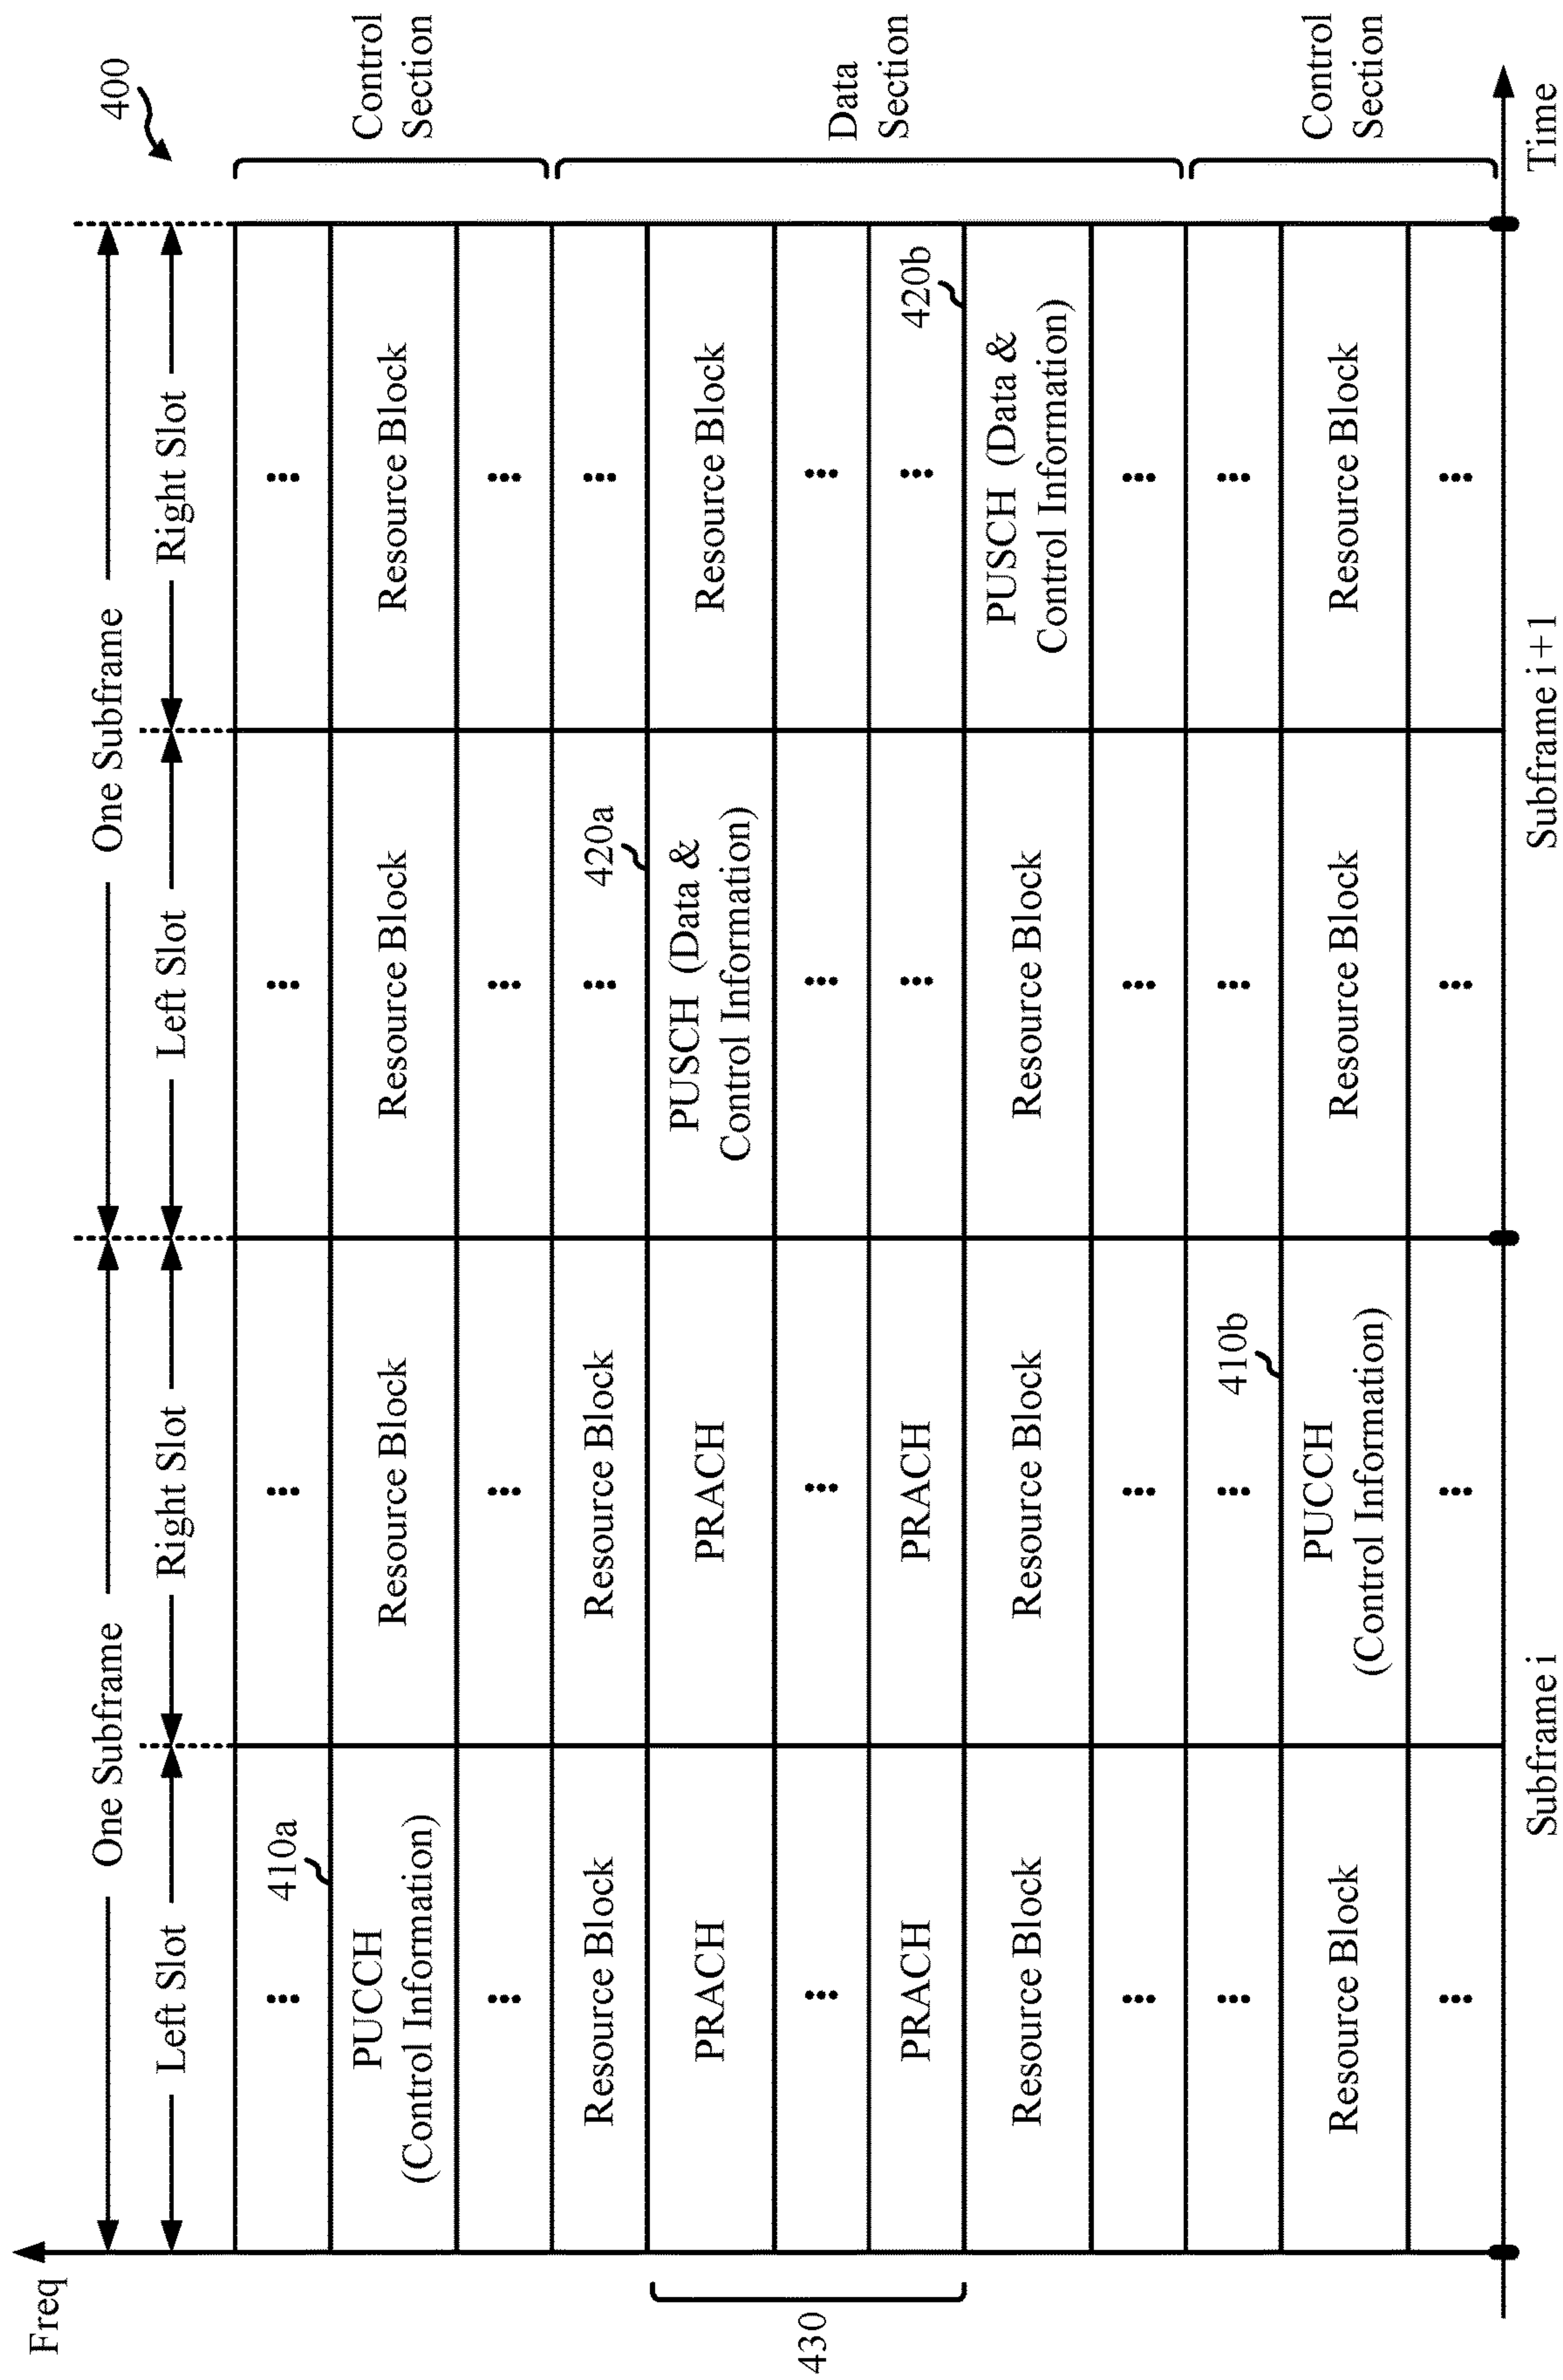 400
One Subframe
One Subframe
Left Slot
Right Slot
Left Slot
Right Slot
Freq
⋮
410a
⋮
⋮
⋮
Control
Section
PUCCH
(Control Information)
Resource Block
Resource Block
Resource Block
⋮
⋮
⋮
⋮
Resource Block
Resource Block
⋮
420a
⋮
Data
Section
430
PRACH
PRACH
PUSCH (Data &
Control Information)
Resource Block
⋮
⋮
⋮
⋮
PRACH
PRACH
⋮
⋮
420b
Resource Block
Resource Block
Resource Block
PUSCH (Data &
Control Information)
⋮
⋮
⋮
⋮
⋮
⋮
410b
⋮
⋮
Control
Section
Resource Block
PUCCH
(Control Information)
Resource Block
Resource Block
⋮
⋮
⋮
⋮
Subframe i
Subframe i+1
Time